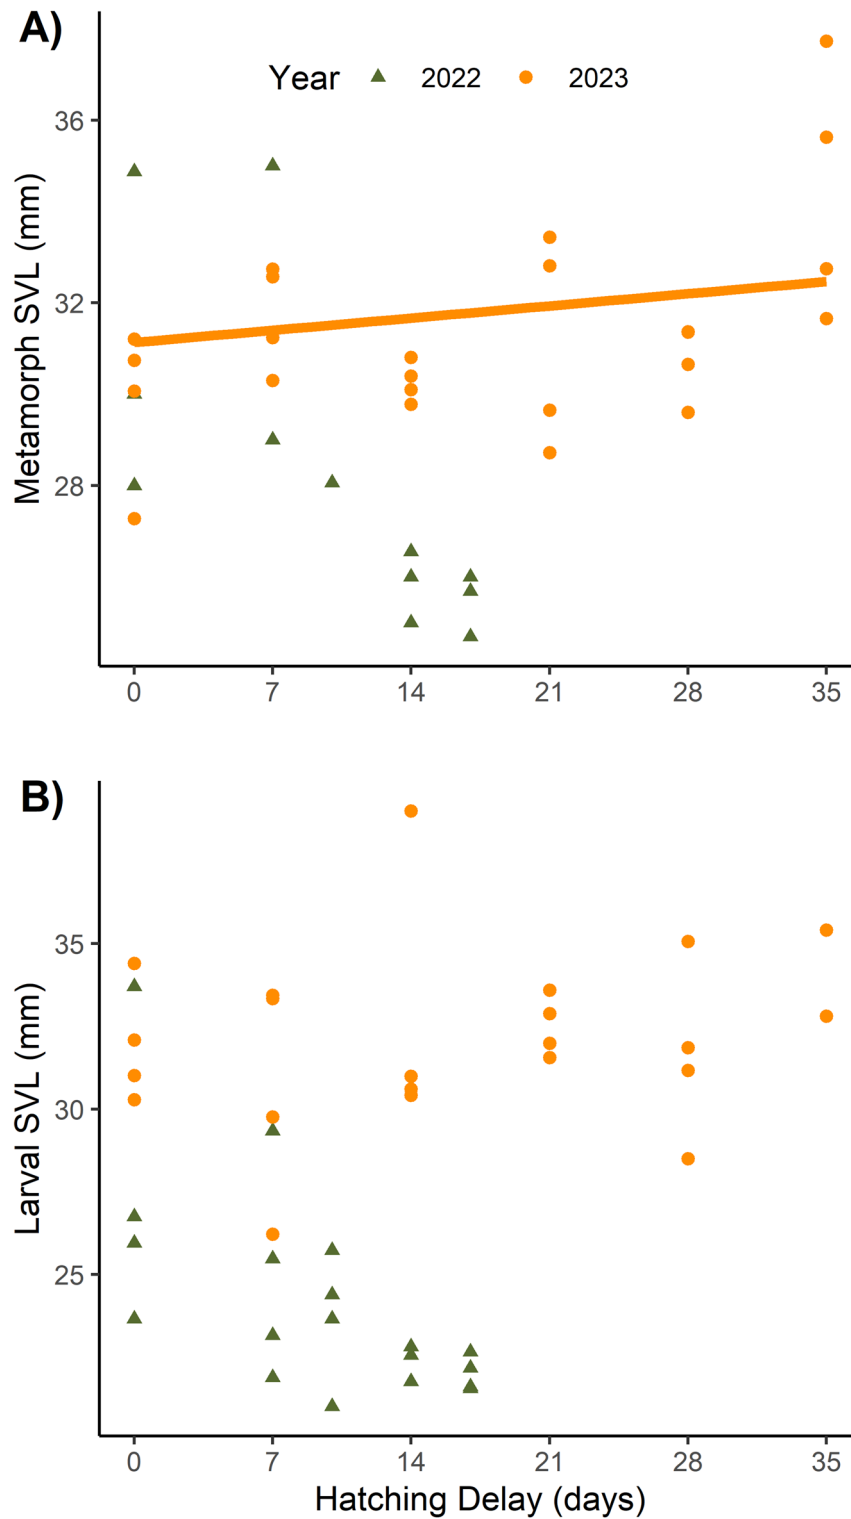 A)
Year 2022 2023
Metamorph SVL (mm)
36
32
28
0 7 14 21 28 35
B)
Larval SVL (mm)
35
30
25
0 7 14 21 28 35
Hatching Delay (days)